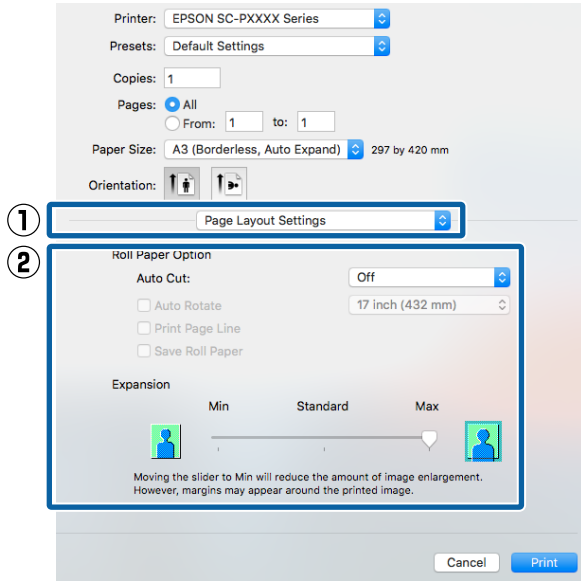 Printer: EPSON SC-PXXXX Series
Presets: Default Settings
Copies: 1
Pages: All
From: 1 to: 1
Paper Size: A3 (Borderless, Auto Expand) 297 by 420 mm
Orientation:
① Page Layout Settings
②
Roll Paper Option
Auto Cut: Off
Auto Rotate 17 inch (432 mm)
Print Page Line
Save Roll Paper
Expansion
Min Standard Max
Moving the slider to Min will reduce the amount of image enlargement.
However, margins may appear around the printed image.
Cancel Print